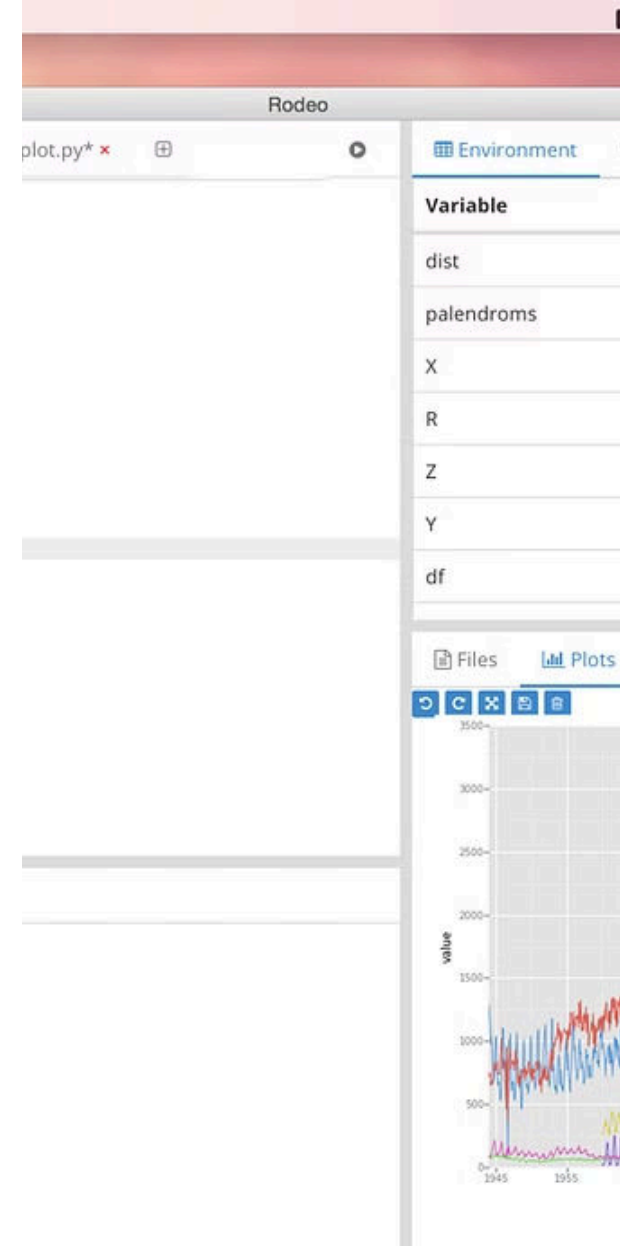 Rodeo
plot.py*
Environment
Variable
dist
palendroms
X
R
Z
Y
df
Files Plots
3500
3000
2500
2000
value
1500
1000
500
0
1945 1955